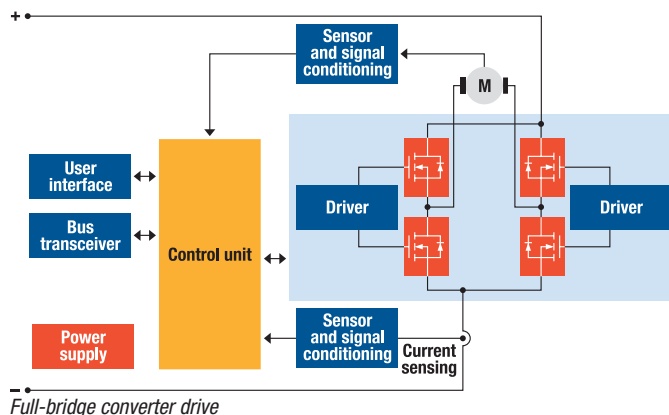 +
Sensor
and signal
conditioning
M
User
interface
Bus
transceiver
Control unit
Driver
Driver
Power
supply
Sensor
and signal
conditioning
Current
sensing
–
Full-bridge converter drive